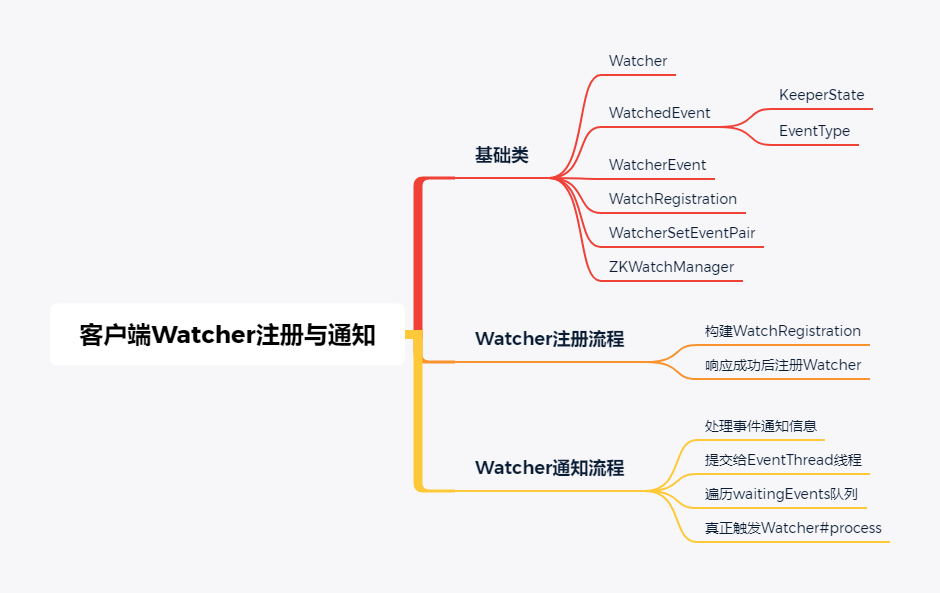 客户端Watcher注册与通知
基础类
Watcher
WatchedEvent
KeeperState
EventType
WatcherEvent
WatchRegistration
WatcherSetEventPair
ZKWatchManager
Watcher注册流程
构建WatchRegistration
响应成功后注册Watcher
Watcher通知流程
处理事件通知信息
提交给EventThread线程
遍历waitingEvents队列
真正触发Watcher#process